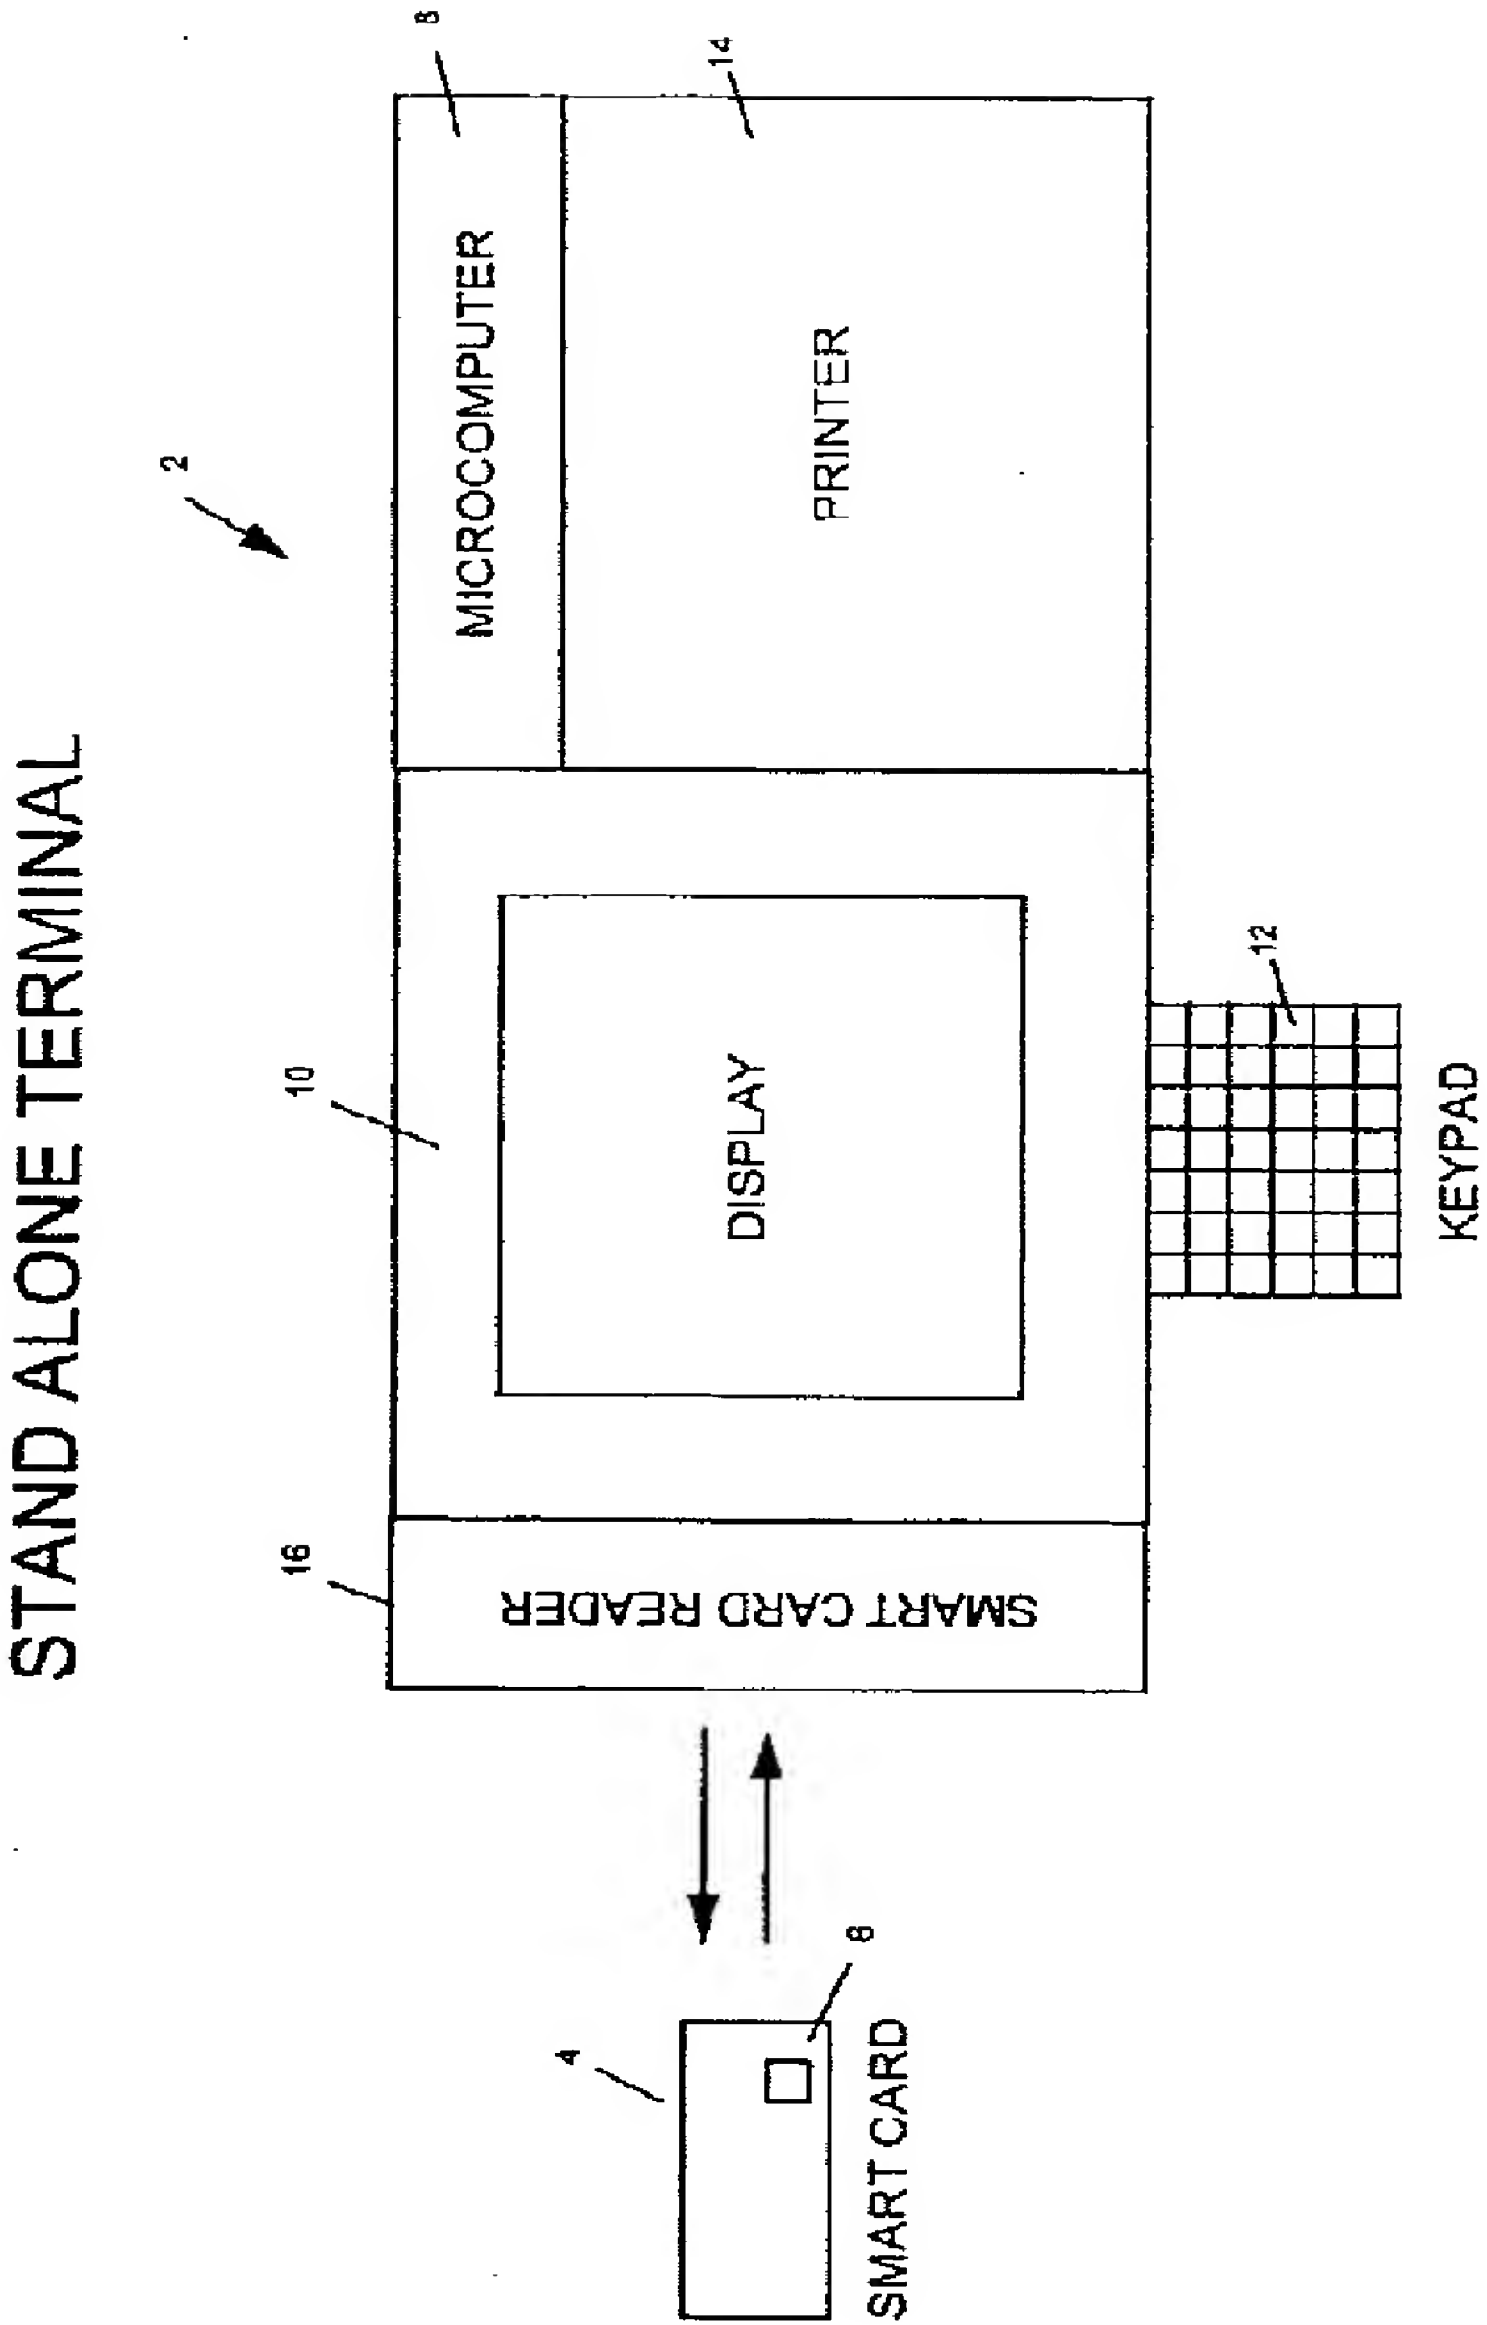 STAND ALONE TERMINAL
2
16
10
8
MICROCOMPUTER
4
14
SMART CARD READER
DISPLAY
PRINTER
SMART CARD
12
KEYPAD